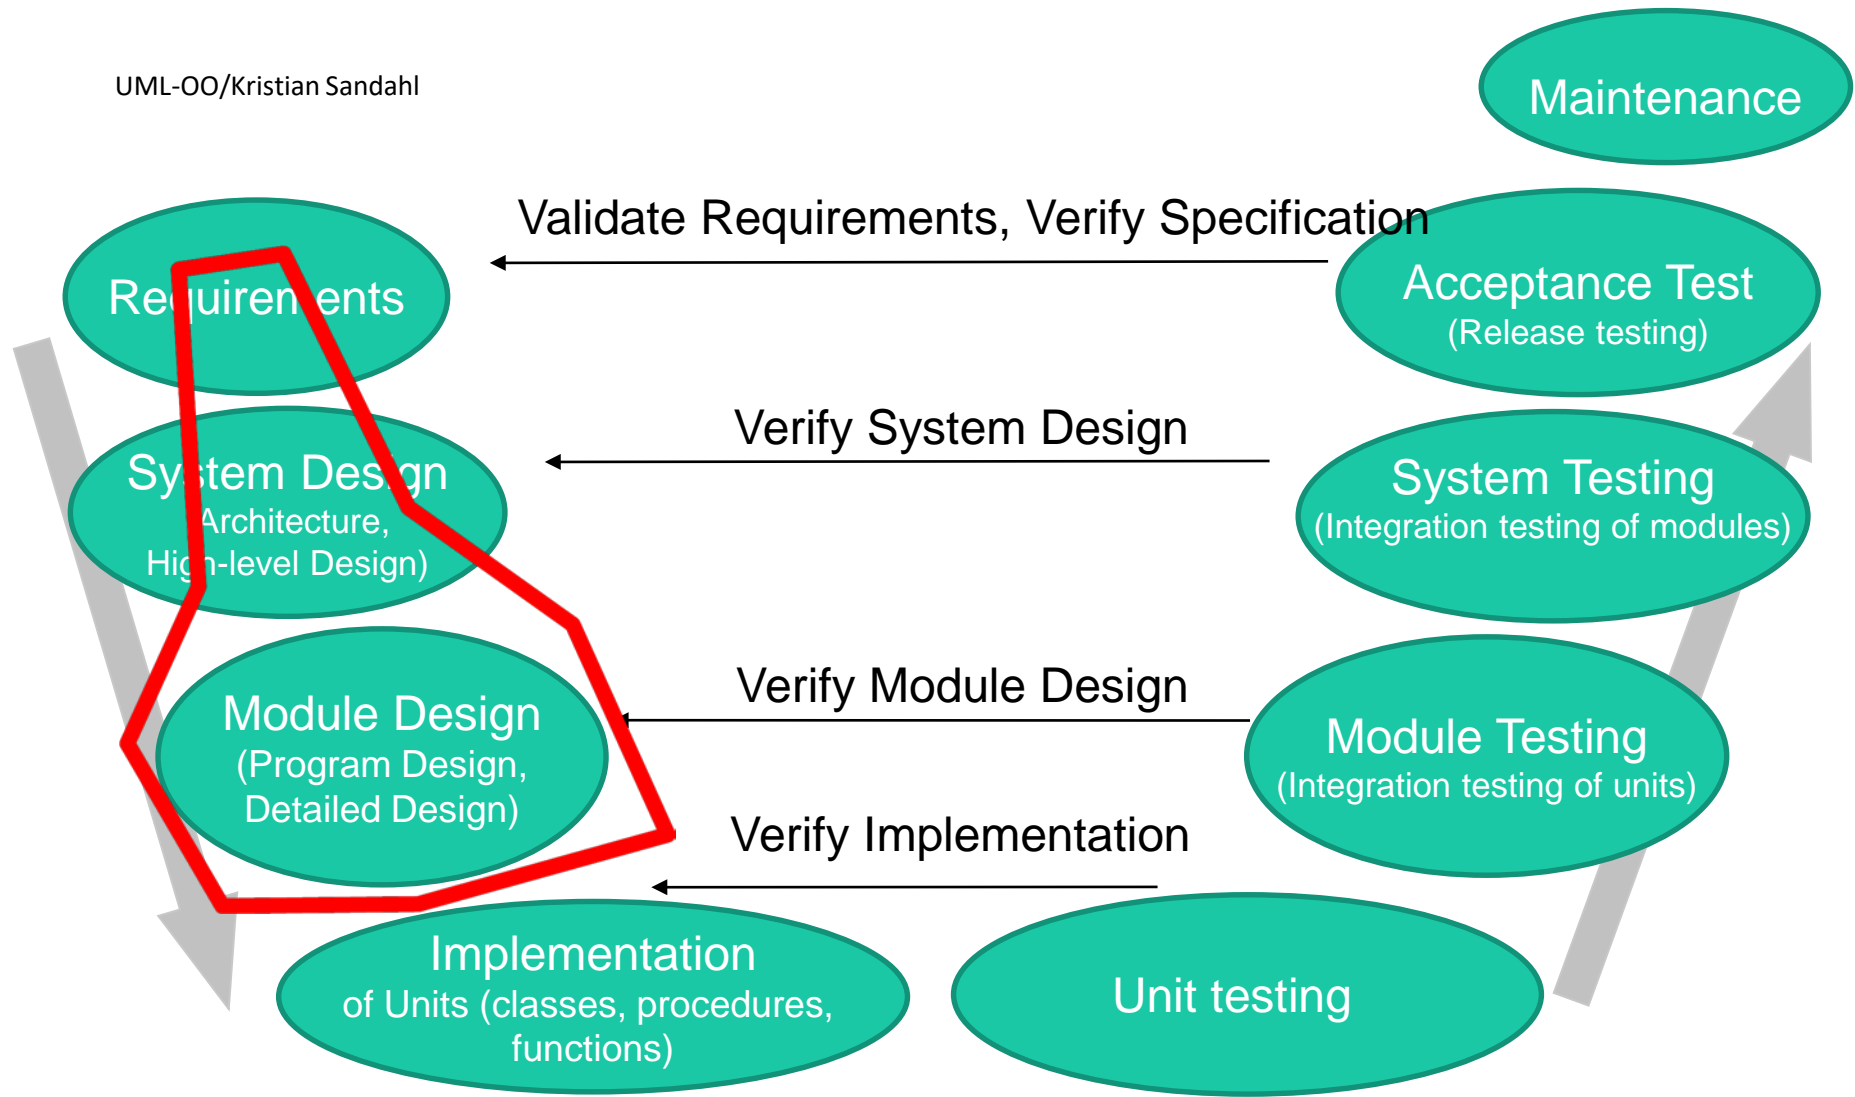 UML-OO/Kristian Sandahl
Maintenance
Validate Requirements, Verify Specification
Requirements
Acceptance Test
(Release testing)
Verify System Design
System Design
(Architecture,
High-level Design)
System Testing
(Integration testing of modules)
Verify Module Design
Module Design
(Program Design,
Detailed Design)
Module Testing
(Integration testing of units)
Verify Implementation
Implementation
of Units (classes, procedures,
functions)
Unit testing